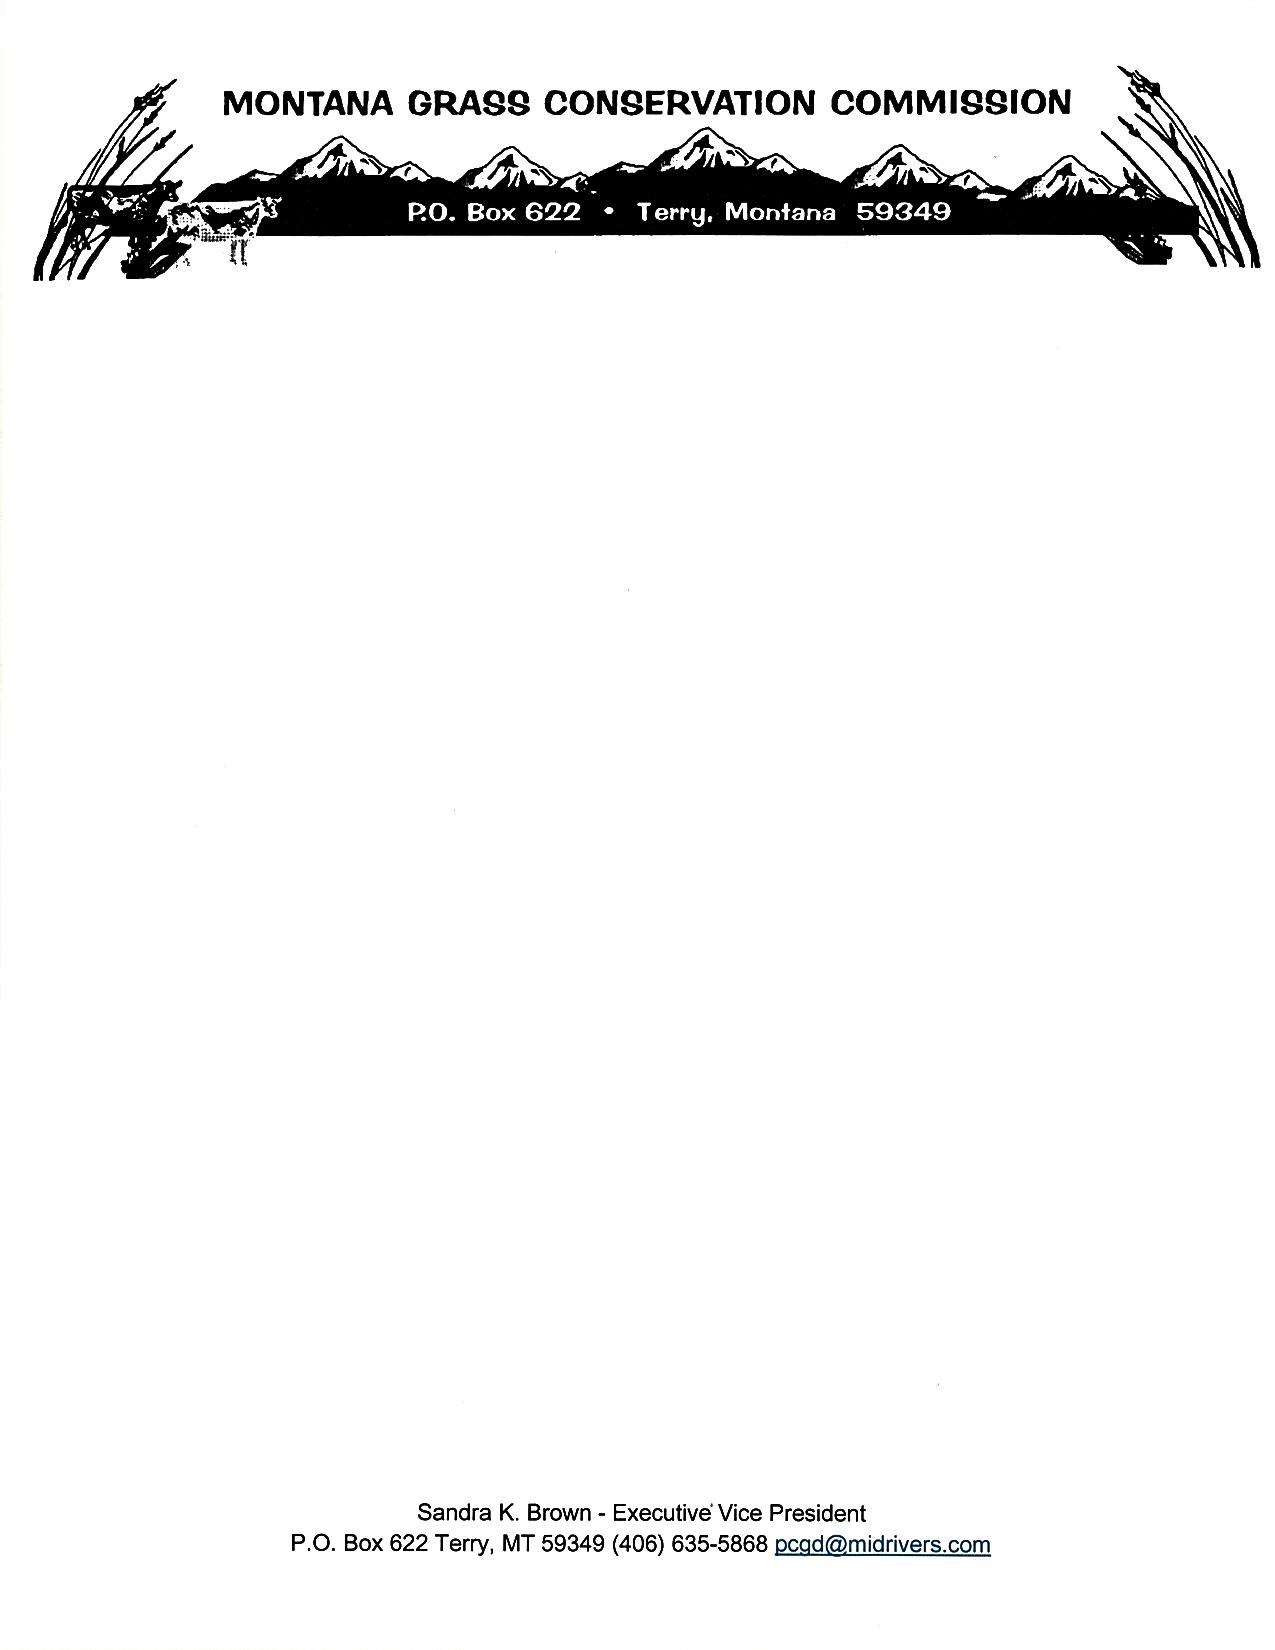 MONTANA GRASS CONSERVATION COMMISSION
P.O. Box 622 • Terry, Montana 59349
Sandra K. Brown - Executive Vice President
P.O. Box 622 Terry, MT 59349 (406) 635-5868 pcgd@midrivers.com